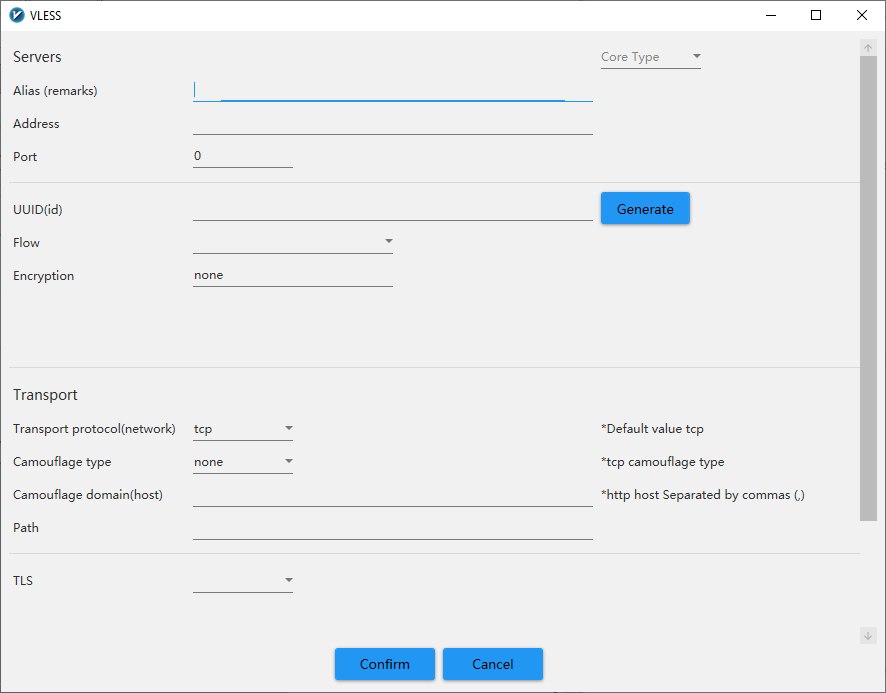 VLESS
Servers
Core Type
Alias (remarks)
Address
Port 0
UUID(id) Generate
Flow
Encryption none
Transport
Transport protocol(network) tcp *Default value tcp
Camouflage type none *tcp camouflage type
Camouflage domain(host) *http host Separated by commas (,)
Path
TLS
Confirm Cancel